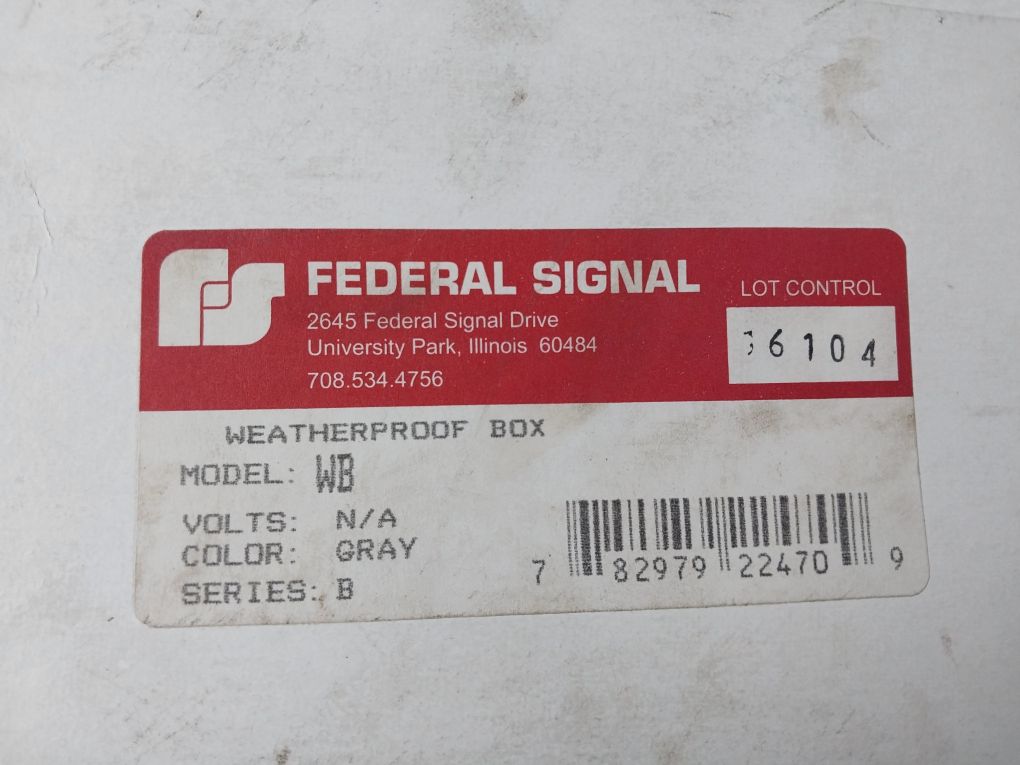 FEDERAL SIGNAL
2645 Federal Signal Drive
University Park, Illinois 60484
708.534.4756
LOT CONTROL
WEATHERPROOF BOX
MODEL: WB
VOLTS: N/A
COLOR: GRAY
SERIES: B
7 82979 22470 9